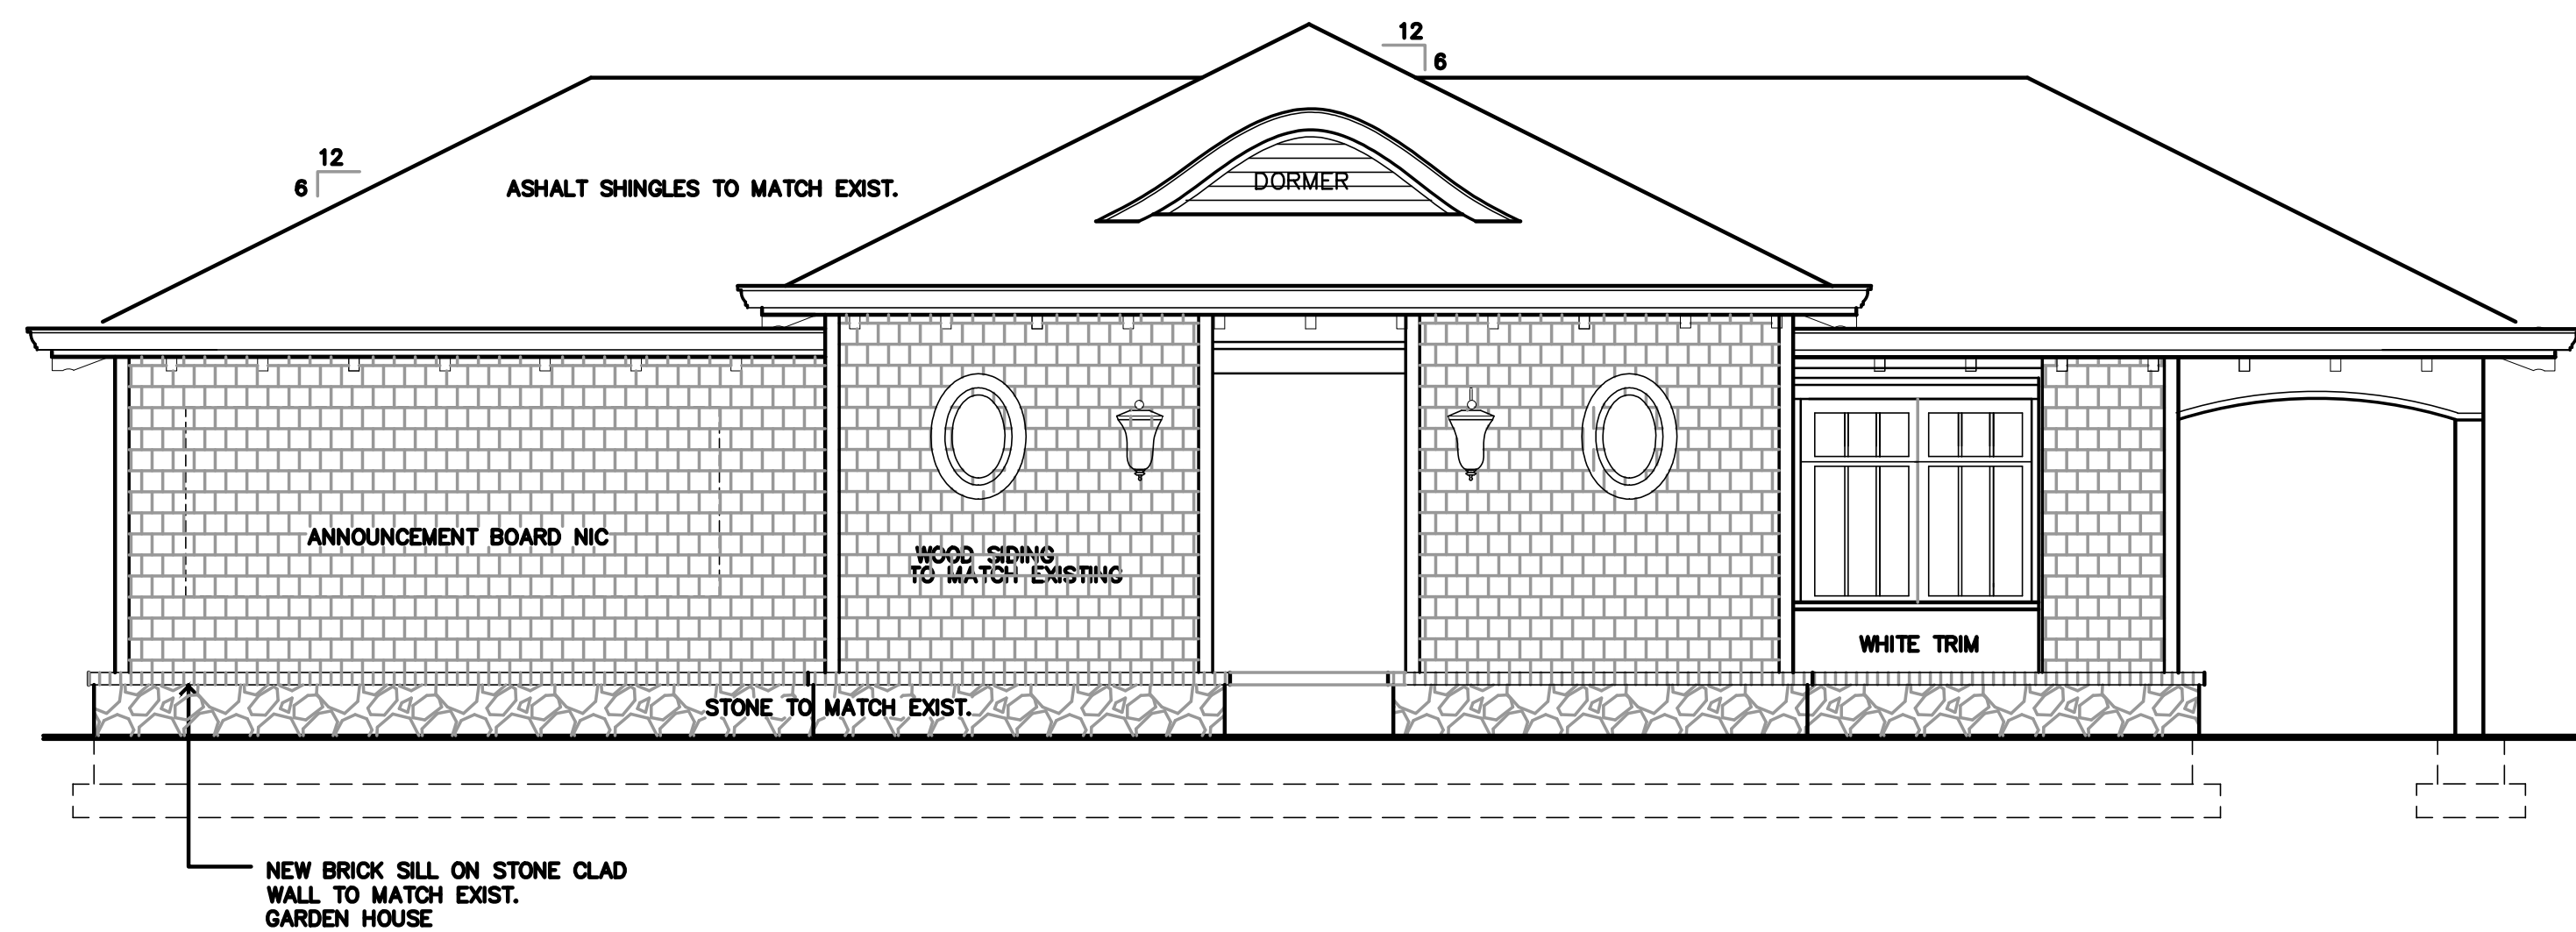 12
6
12
6
ASHALT SHINGLES TO MATCH EXIST.
DORMER
ANNOUNCEMENT BOARD NIC
WOOD SIDING
TO MATCH EXISTING
WHITE TRIM
STONE TO MATCH EXIST.
NEW BRICK SILL ON STONE CLAD
WALL TO MATCH EXIST.
GARDEN HOUSE